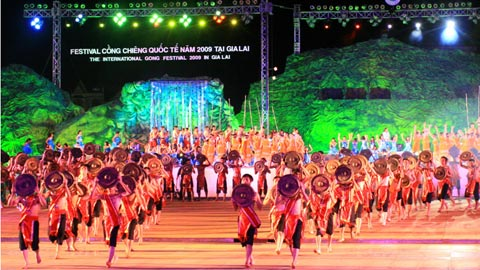 FESTIVAL CỒNG CHIÊNG QUỐC TẾ NĂM 2009 TẠI GIA LAI
THE INTERNATIONAL GONG FESTIVAL 2009 IN GIA LAI